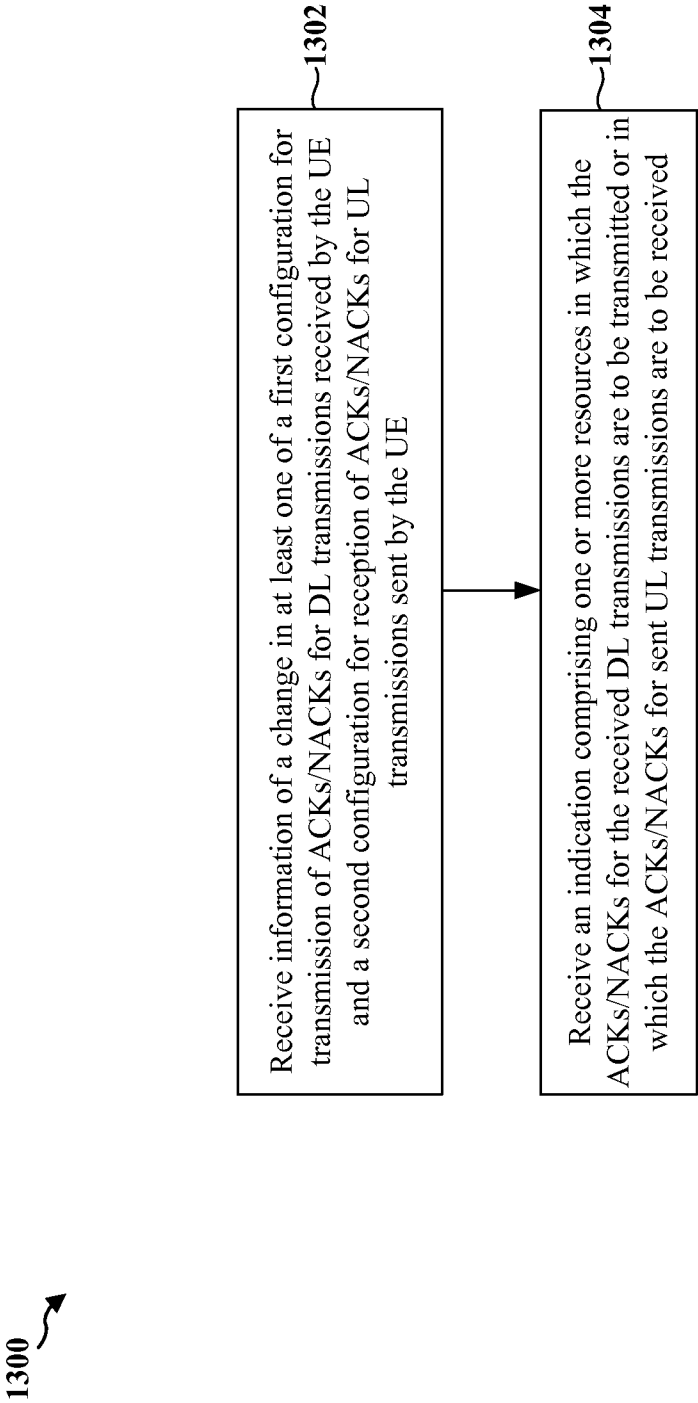 1300
1302
Receive information of a change in at least one of a first configuration for
transmission of ACKs/NACKs for DL transmissions received by the UE
and a second configuration for reception of ACKs/NACKs for UL
transmissions sent by the UE
1304
Receive an indication comprising one or more resources in which the
ACKs/NACKs for the received DL transmissions are to be transmitted or in
which the ACKs/NACKs for sent UL transmissions are to be received